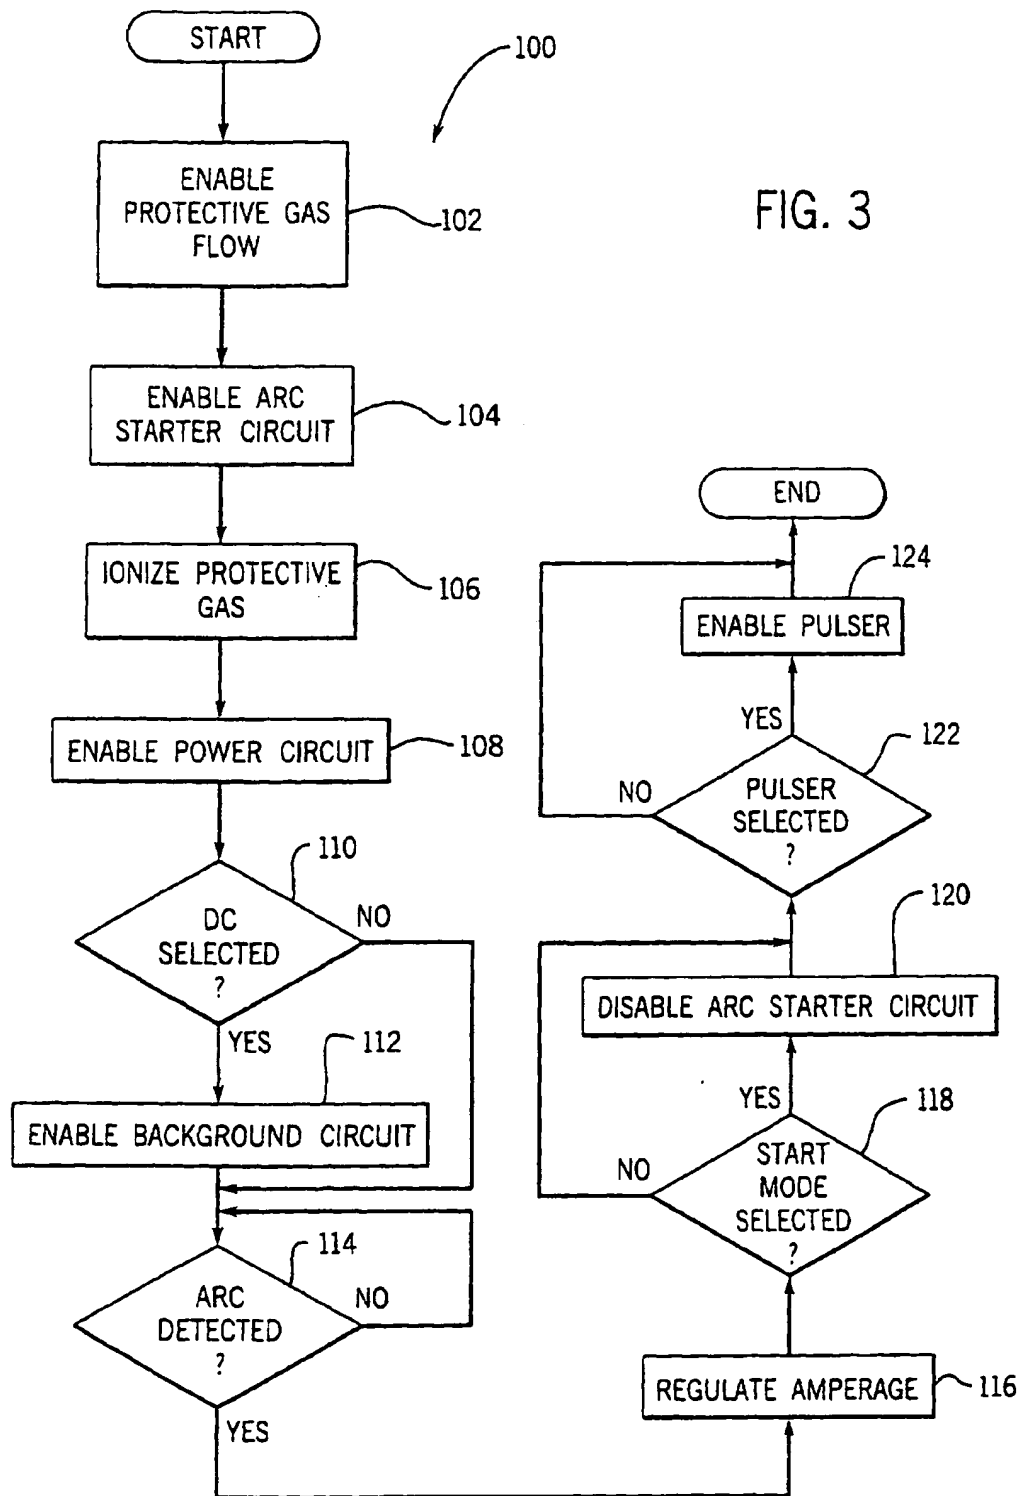 START
100
ENABLE
PROTECTIVE GAS
FLOW
102
FIG. 3
ENABLE ARC
STARTER CIRCUIT
104
IONIZE PROTECTIVE
GAS
106
ENABLE POWER CIRCUIT
108
DC
SELECTED
?
110
NO
YES
ENABLE BACKGROUND CIRCUIT
112
ARC
DETECTED
?
114
NO
YES
REGULATE AMPERAGE
116
START
MODE
SELECTED
?
118
NO
YES
DISABLE ARC STARTER CIRCUIT
120
PULSER
SELECTED
?
122
NO
YES
ENABLE PULSER
124
END